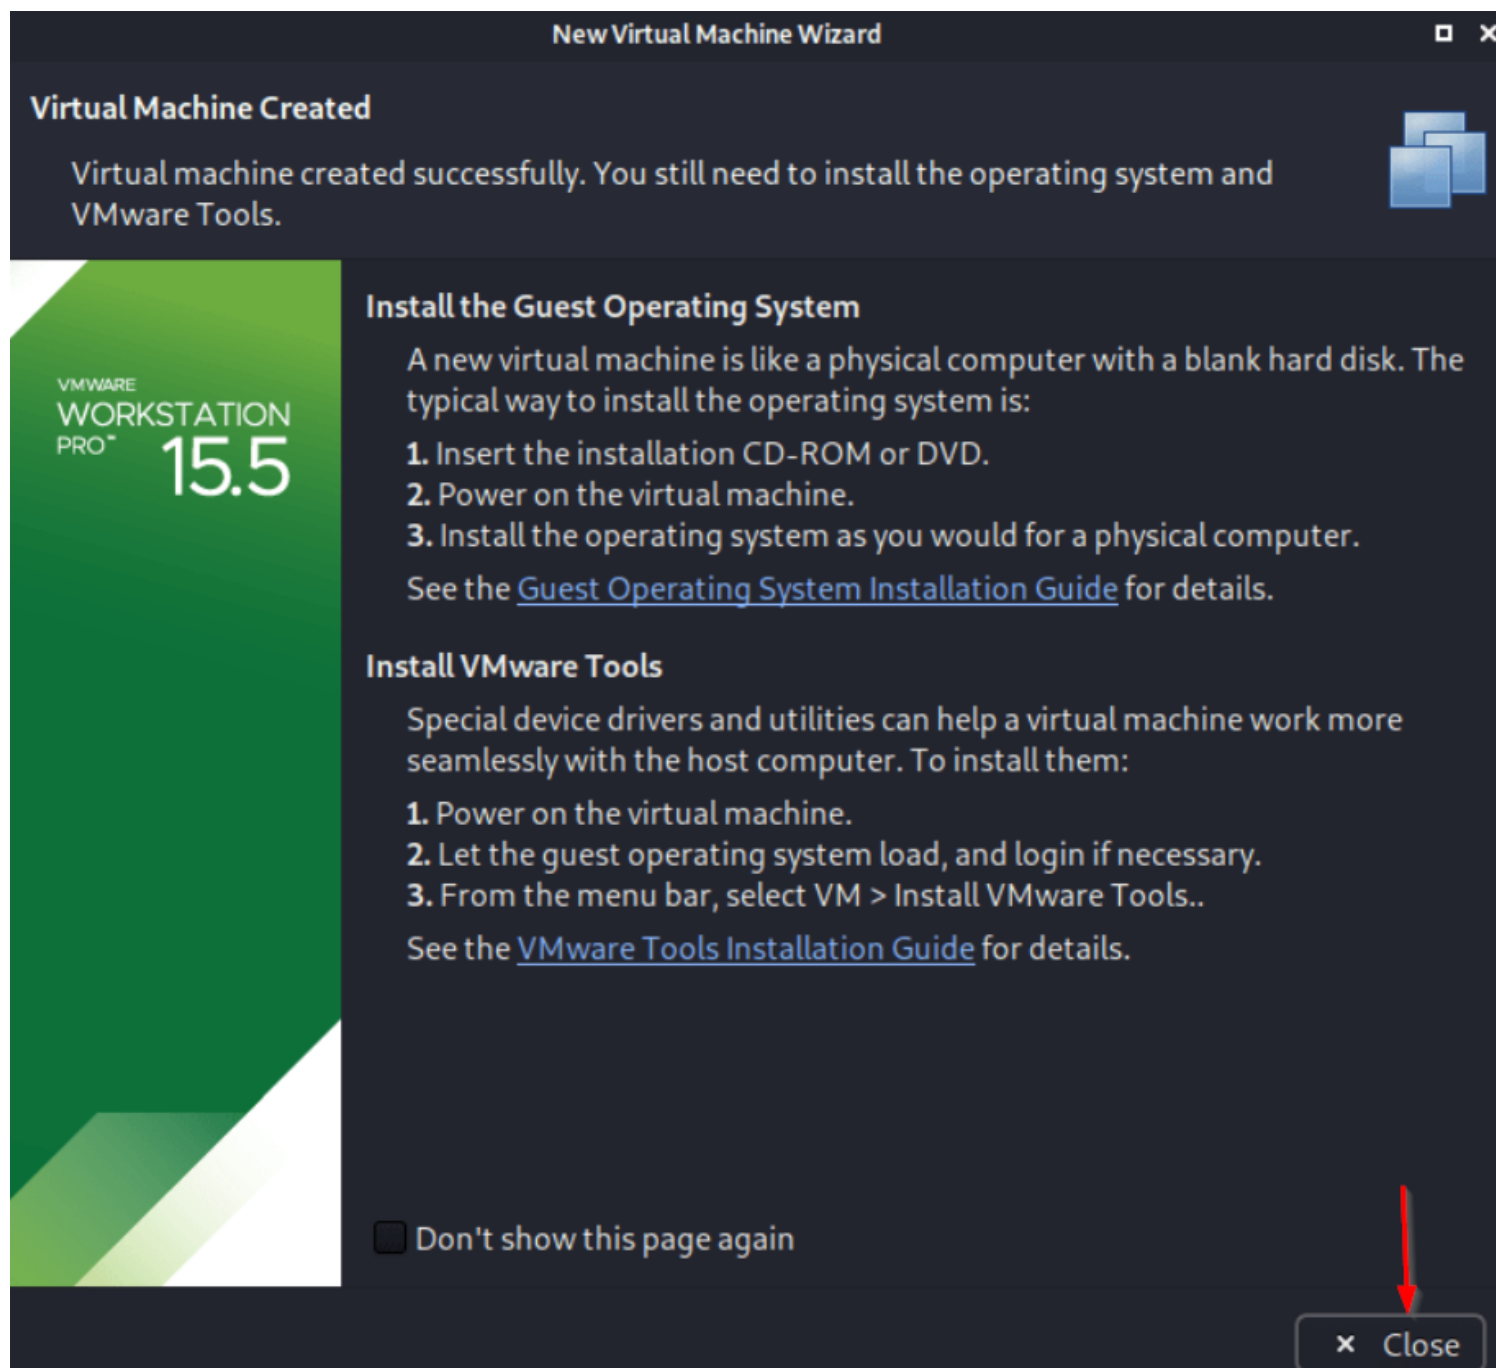 New Virtual Machine Wizard
Virtual Machine Created
Virtual machine created successfully. You still need to install the operating system and
VMware Tools.
VMWARE
WORKSTATION
PRO™ 15.5
Install the Guest Operating System
A new virtual machine is like a physical computer with a blank hard disk. The
typical way to install the operating system is:
1. Insert the installation CD-ROM or DVD.
2. Power on the virtual machine.
3. Install the operating system as you would for a physical computer.
See the Guest Operating System Installation Guide for details.
Install VMware Tools
Special device drivers and utilities can help a virtual machine work more
seamlessly with the host computer. To install them:
1. Power on the virtual machine.
2. Let the guest operating system load, and login if necessary.
3. From the menu bar, select VM > Install VMware Tools..
See the VMware Tools Installation Guide for details.
Don't show this page again
Close